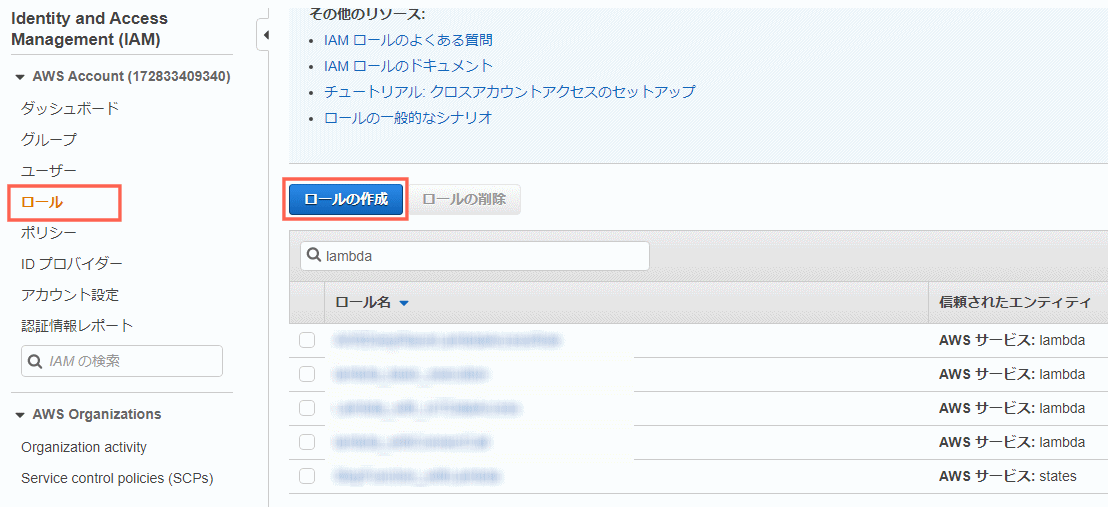 Identity and Access
Management (IAM)
AWS Account (172833409340)
ダッシュボード
グループ
ユーザー
ロール
ポリシー
ID プロバイダー
アカウント設定
認証情報レポート
IAM の検索
AWS Organizations
Organization activity
Service control policies (SCPs)
その他のリソース:
IAM ロールのよくある質問
IAM ロールのドキュメント
チュートリアル: クロスアカウントアクセスのセットアップ
ロールの一般的なシナリオ
ロールの作成 ロールの削除
lambda
ロール名 信頼されたエンティティ
AWS サービス: lambda
AWS サービス: lambda
AWS サービス: lambda
AWS サービス: lambda
AWS サービス: states